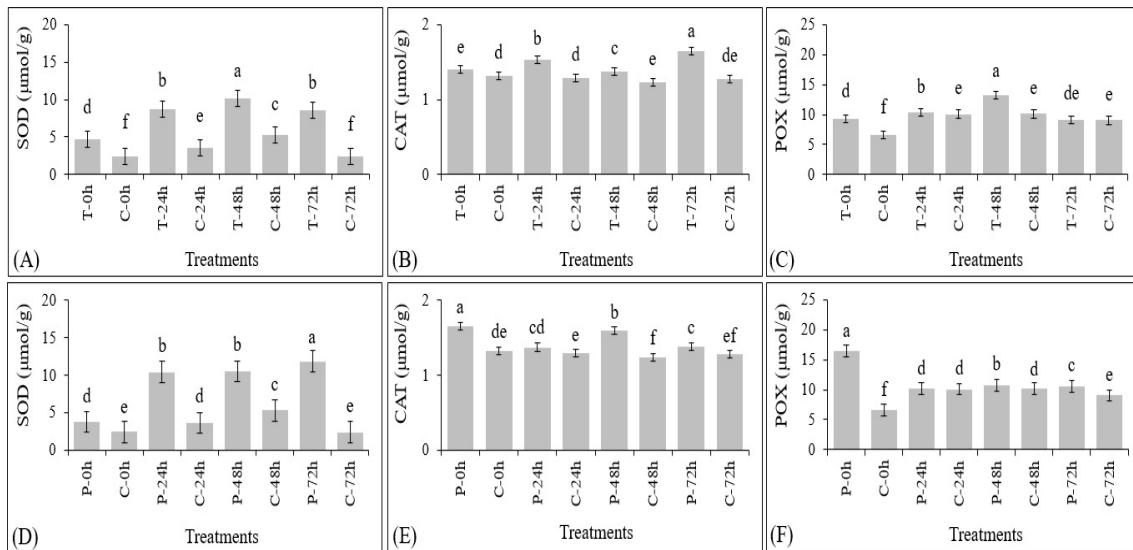 SOD (μmol/g)
20
15
10
5
0
d
f
b
e
a
c
b
f
T-0h
C-0h
T-24h
C-24h
T-48h
C-48h
T-72h
C-72h
(A)
Treatments
CAT (μmol/g)
2
1
0
e
d
b
d
c
d
a
de
T-0h
C-0h
T-24h
C-24h
T-48h
C-48h
T-72h
C-72h
(B)
Treatments
POX (μmol/g)
25
20
15
10
5
0
d
f
b
e
a
e
de
e
T-0h
C-0h
T-24h
C-24h
T-48h
C-48h
T-72h
C-72h
(C)
Treatments
SOD (μmol/g)
20
15
10
5
0
d
e
b
d
b
c
a
e
P-0h
C-0h
P-24h
C-24h
P-48h
C-48h
P-72h
C-72h
(D)
Treatments
CAT (μmol/g)
2
1
0
a
de
cd
e
b
f
c
ef
P-0h
C-0h
P-24h
C-24h
P-48h
C-48h
P-72h
C-72h
(E)
Treatments
POX (μmol/g)
25
20
15
10
5
0
a
f
d
d
b
d
c
e
P-0h
C-0h
P-24h
C-24h
P-48h
C-48h
P-72h
C-72h
(F)
Treatments